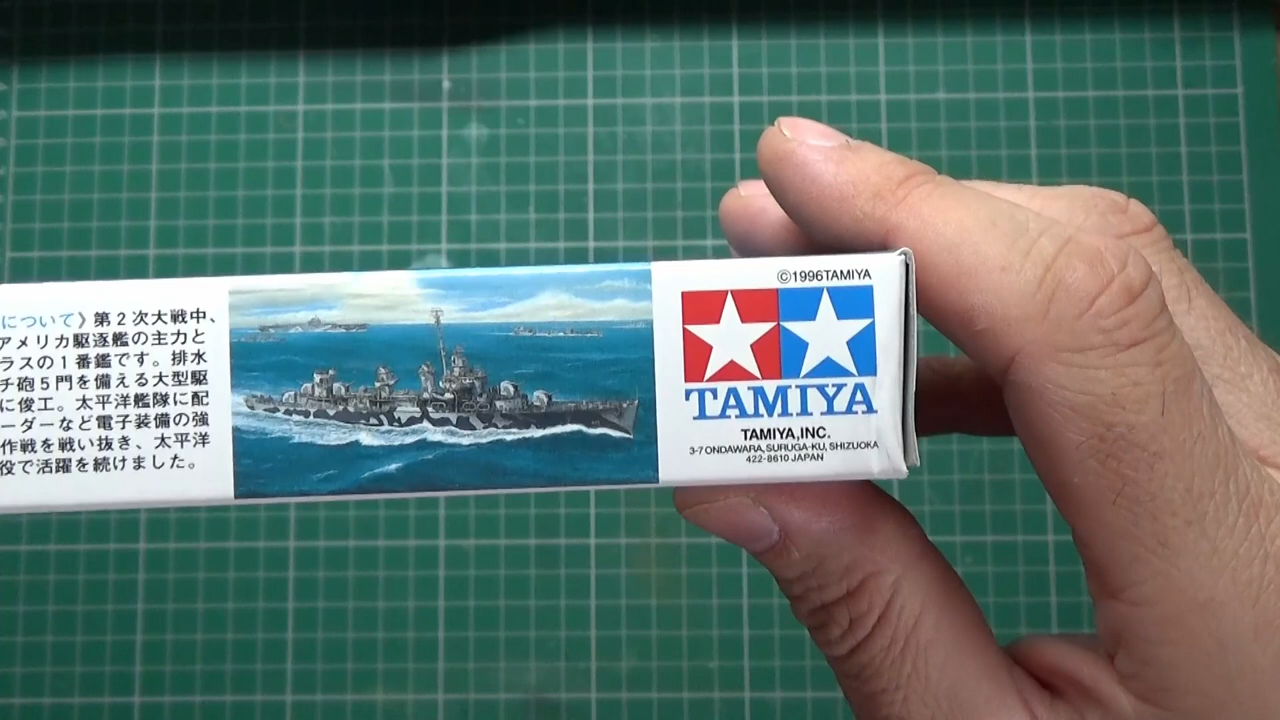 について》第2次大戦中、
アメリカ駆逐艦の主力と
ラスの1番鑑です。排水
チ砲5門を備える大型駆
に俊工。太平洋艦隊に配
ーダーなど電子装備の強
作戦を戦い抜き、太平洋
役で活躍を続けました。
©1996TAMIYA
TAMIYA
TAMIYA,INC.
3-7 ONDAWARA, SURUGA-KU, SHIZUOKA
422-8610 JAPAN